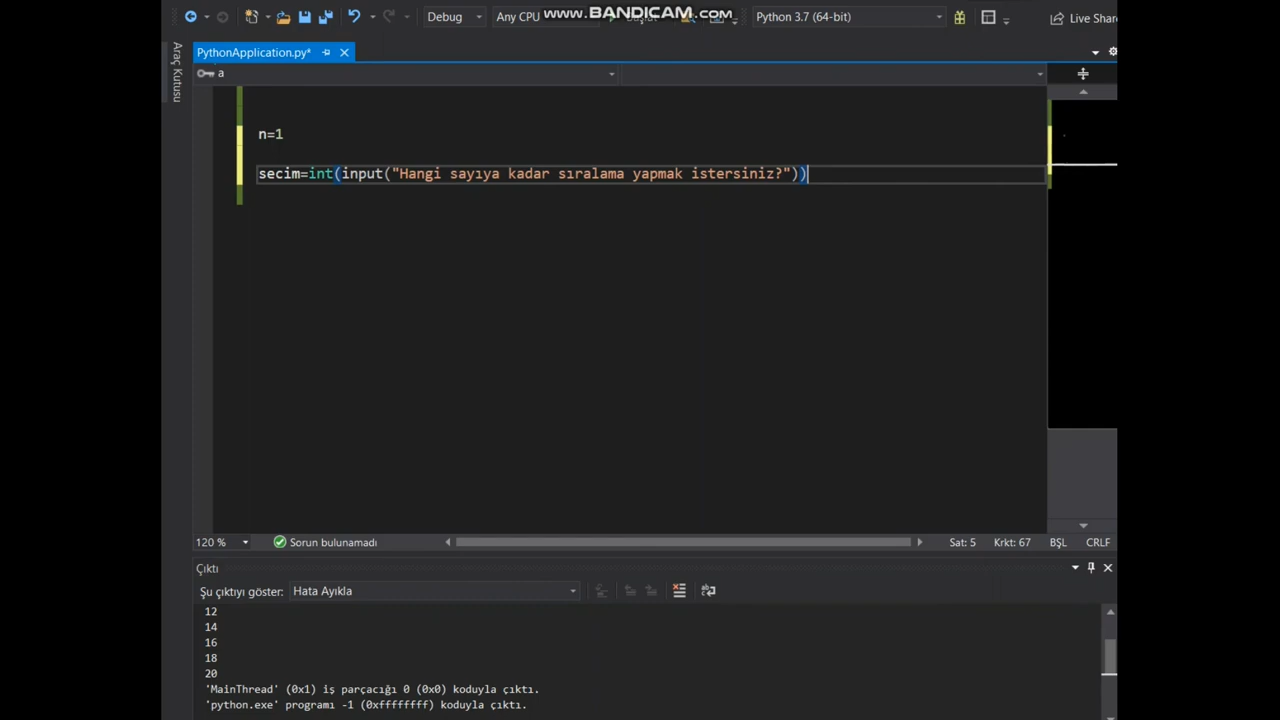 www.BANDICAM.com
Debug Any CPU Python 3.7 (64-bit) Live Share
PythonApplication.py*
Araç Kutusu
a
n=1
secim=int(input("Hangi sayıya kadar sıralama yapmak istersiniz?"))
120 % Sorun bulunamadı Sat: 5 Krkt: 67 BŞL CRLF
Çıktı
Şu çıktıyı göster: Hata Ayıkla
12
14
16
18
20
'MainThread' (0x1) iş parçacığı 0 (0x0) koduyla çıktı.
'python.exe' programı -1 (0xffffffff) koduyla çıktı.